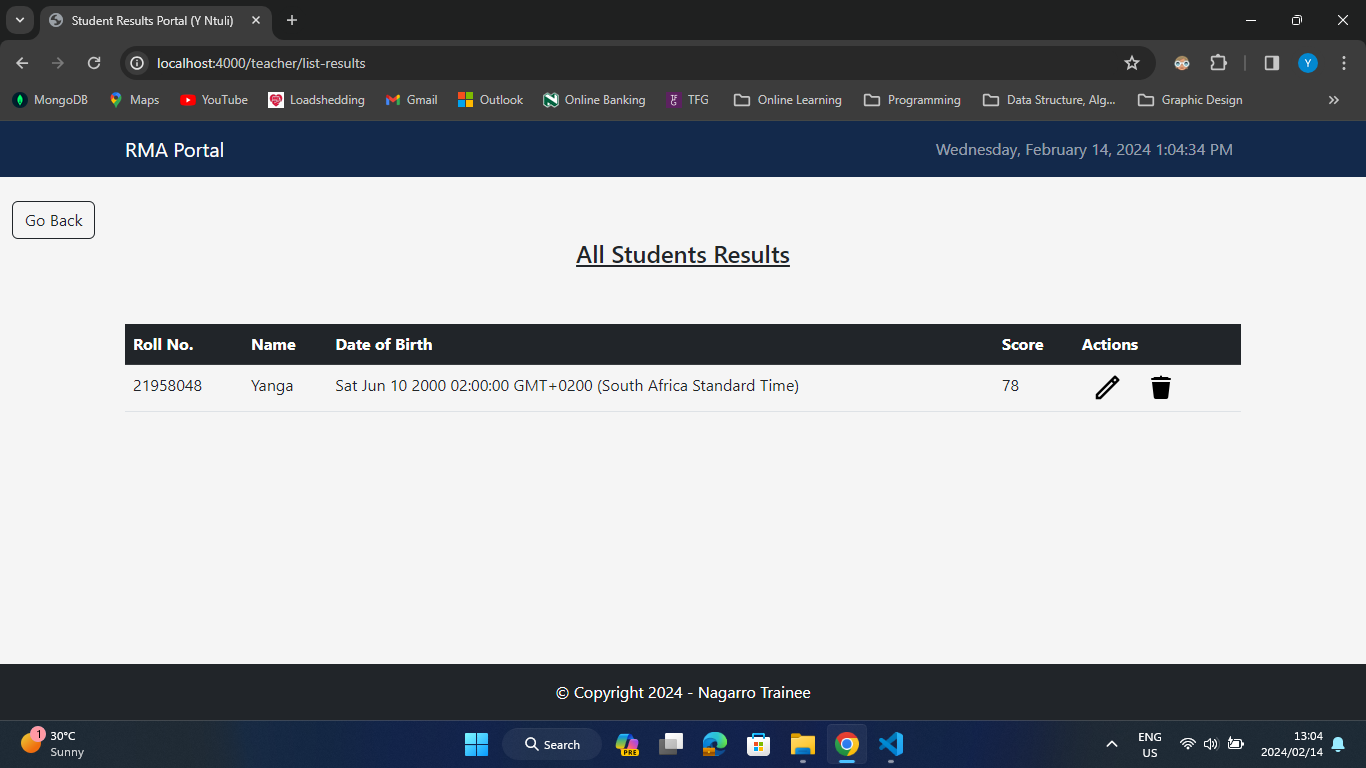 Student Results Portal (Y Ntuli)
localhost:4000/teacher/list-results
MongoDB Maps YouTube Loadshedding Gmail Outlook Online Banking TFG Online Learning Programming Data Structure, Alg... Graphic Design
RMA Portal Wednesday, February 14, 2024 1:04:34 PM
Go Back
All Students Results
Roll No. Name Date of Birth Score Actions
21958048 Yanga Sat Jun 10 2000 02:00:00 GMT+0200 (South Africa Standard Time) 78
© Copyright 2024 - Nagarro Trainee
1 30°C
Sunny
Search
PRE
ENG
US
13:04
2024/02/14